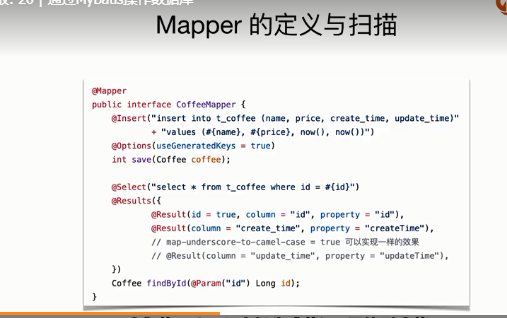 20 | 通过MyBatis操作数据库
Mapper 的定义与扫描
@Mapper
public interface CoffeeMapper {
@Insert("insert into t_coffee (name, price, create_time, update_time)"
+ "values (#{name}, #{price}, now(), now())")
@Options(useGeneratedKeys = true)
int save(Coffee coffee);
@Select("select * from t_coffee where id = #{id}")
@Results({
@Result(id = true, column = "id", property = "id"),
@Result(column = "create_time", property = "createTime"),
// map-underscore-to-camel-case = true 可以实现一样的效果
// @Result(column = "update_time", property = "updateTime"),
})
Coffee findById(@Param("id") Long id);
}